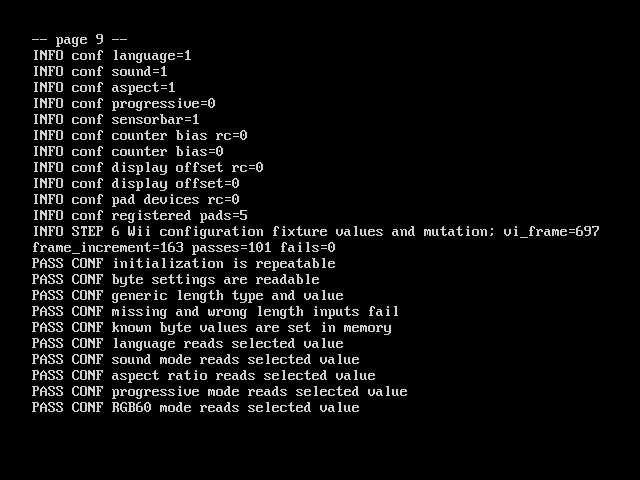 -- page 9 --
INFO conf language=1
INFO conf sound=1
INFO conf aspect=1
INFO conf progressive=0
INFO conf sensorbar=1
INFO conf counter bias rc=0
INFO conf counter bias=0
INFO conf display offset rc=0
INFO conf display offset=0
INFO conf pad devices rc=0
INFO conf registered pads=5
INFO STEP 6 Wii configuration fixture values and mutation; vi_frame=697
frame_increment=163 passes=101 fails=0
PASS CONF initialization is repeatable
PASS CONF byte settings are readable
PASS CONF generic length type and value
PASS CONF missing and wrong length inputs fail
PASS CONF known byte values are set in memory
PASS CONF language reads selected value
PASS CONF sound mode reads selected value
PASS CONF aspect ratio reads selected value
PASS CONF progressive mode reads selected value
PASS CONF RGB60 mode reads selected value